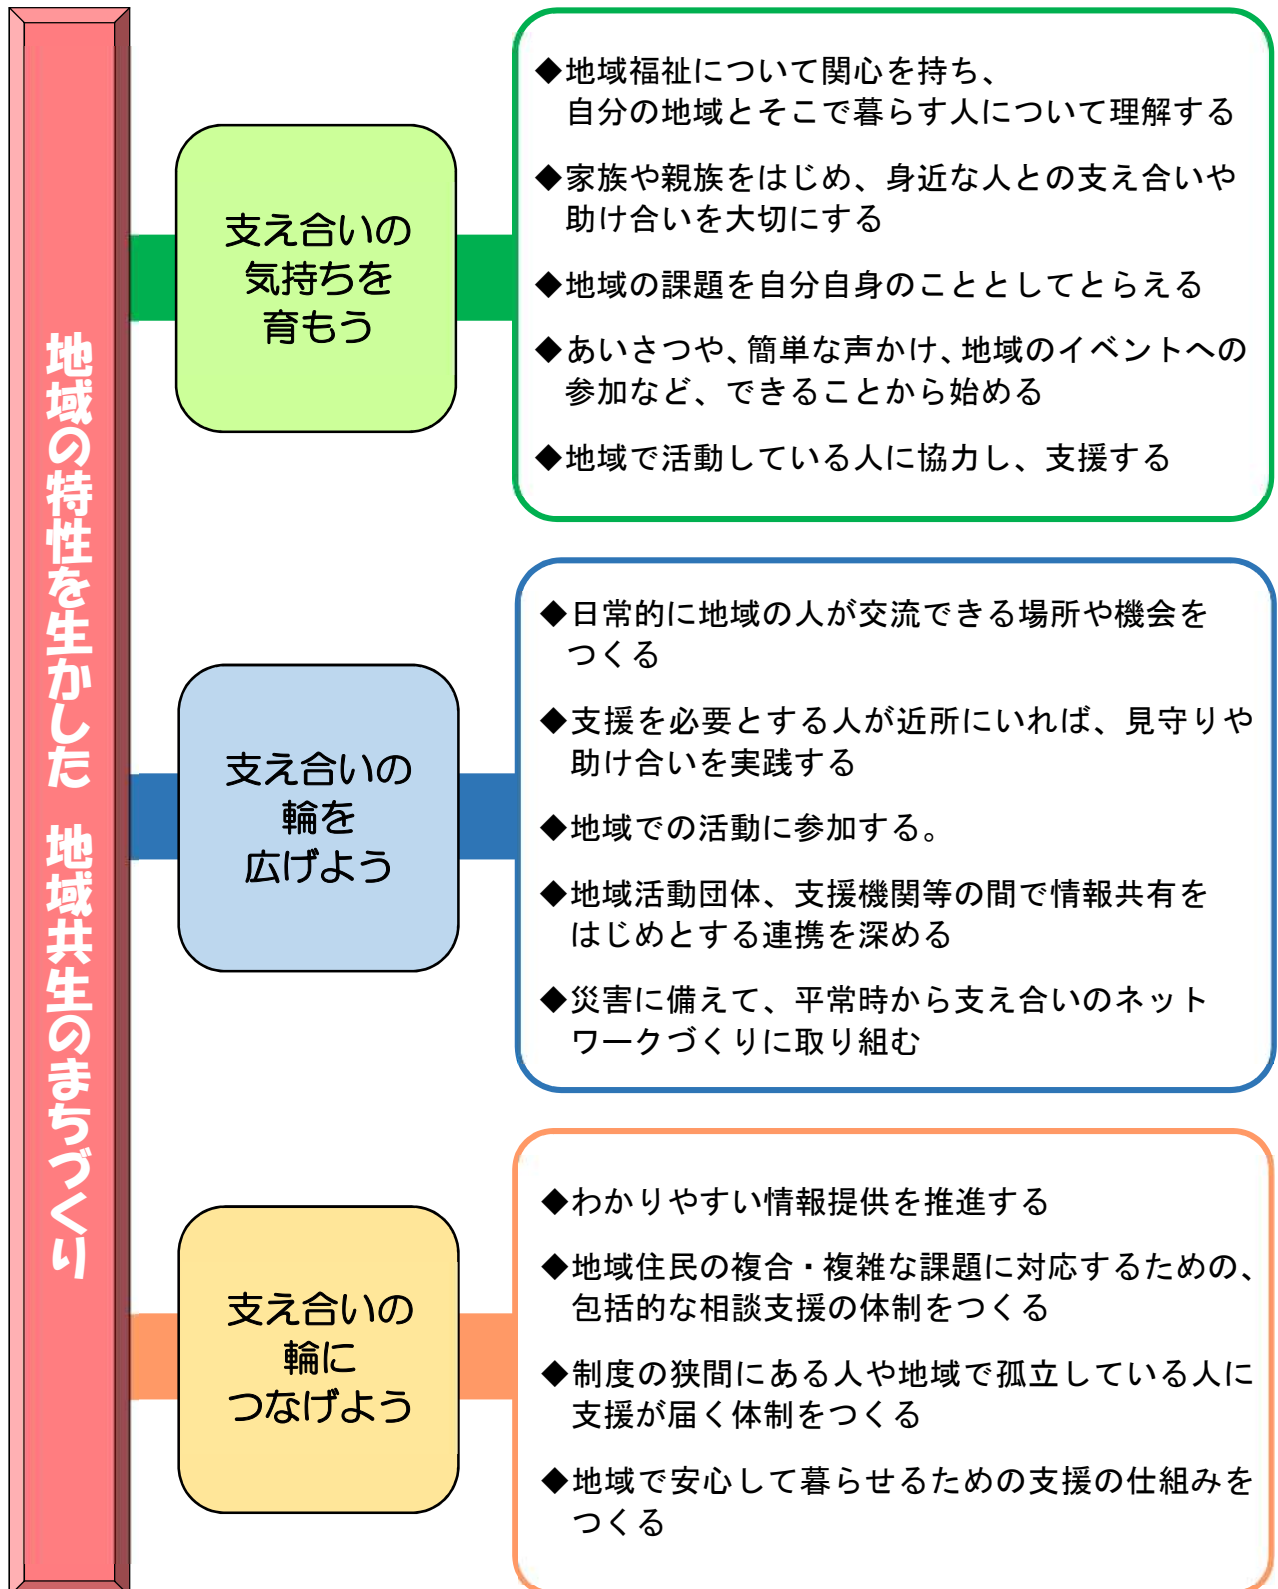 地域の特性を生かした 地域共生のまちづくり
支え合いの
気持ちを
育もう
◆地域福祉について関心を持ち、
自分の地域とそこで暮らす人について理解する
◆家族や親族をはじめ、身近な人との支え合いや
助け合いを大切にする
◆地域の課題を自分自身のこととしてとらえる
◆あいさつや、簡単な声かけ、地域のイベントへの
参加など、できることから始める
◆地域で活動している人に協力し、支援する
支え合いの
輪を
広げよう
◆日常的に地域の人が交流できる場所や機会を
つくる
◆支援を必要とする人が近所にいれば、見守りや
助け合いを実践する
◆地域での活動に参加する。
◆地域活動団体、支援機関等の間で情報共有を
はじめとする連携を深める
◆災害に備えて、平常時から支え合いのネット
ワークづくりに取り組む
支え合いの
輪に
つなげよう
◆わかりやすい情報提供を推進する
◆地域住民の複合・複雑な課題に対応するための、
包括的な相談支援の体制をつくる
◆制度の狭間にある人や地域で孤立している人に
支援が届く体制をつくる
◆地域で安心して暮らせるための支援の仕組みを
つくる